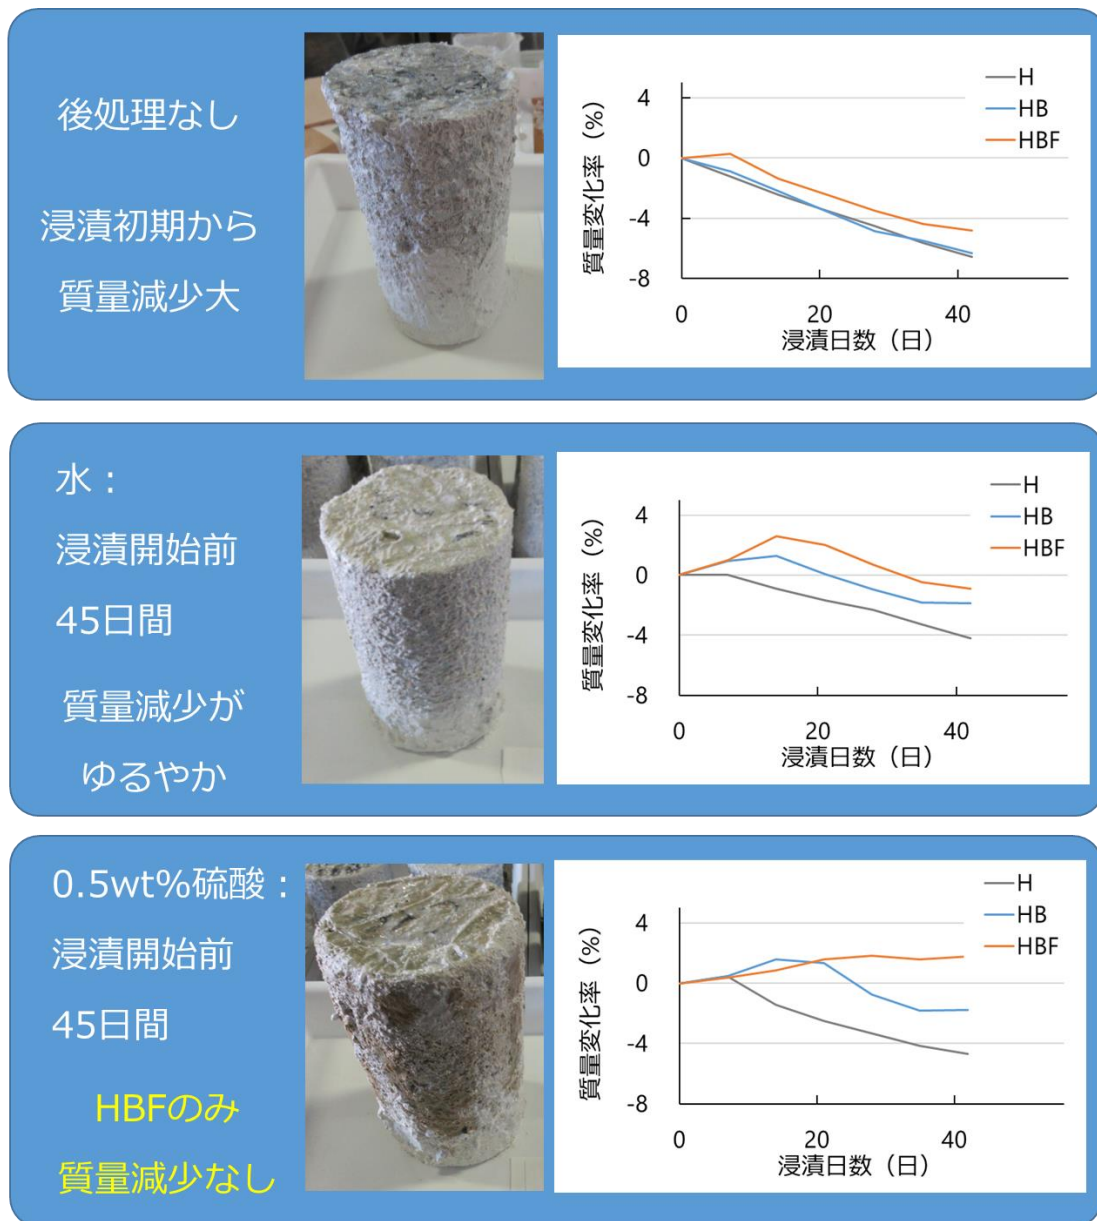 後処理なし
浸漬初期から
質量減少大
H
HB
HBF
質量変化率（%）
4
0
-4
-8
0
20
40
浸漬日数（日）
水：
浸漬開始前
45日間
質量減少が
ゆるやか
H
HB
HBF
質量変化率（%）
4
0
-4
-8
0
20
40
浸漬日数（日）
0.5wt%硫酸：
浸漬開始前
45日間
HBFのみ
質量減少なし
H
HB
HBF
質量変化率（%）
4
0
-4
-8
0
20
40
浸漬日数（日）